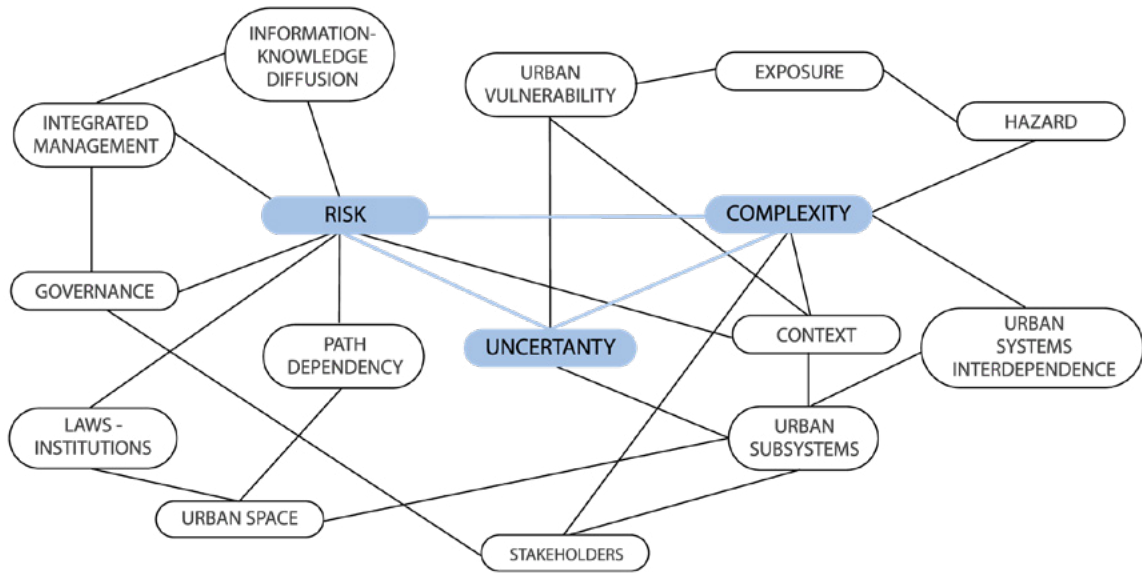 INFORMATION-
KNOWLEDGE
DIFFUSION
URBAN
VULNERABILITY
EXPOSURE
INTEGRATED
MANAGEMENT
HAZARD
RISK
COMPLEXITY
GOVERNANCE
PATH
DEPENDENCY
UNCERTANTY
CONTEXT
URBAN
SYSTEMS
INTERDEPENDENCE
LAWS -
INSTITUTIONS
URBAN
SUBSYSTEMS
URBAN SPACE
STAKEHOLDERS